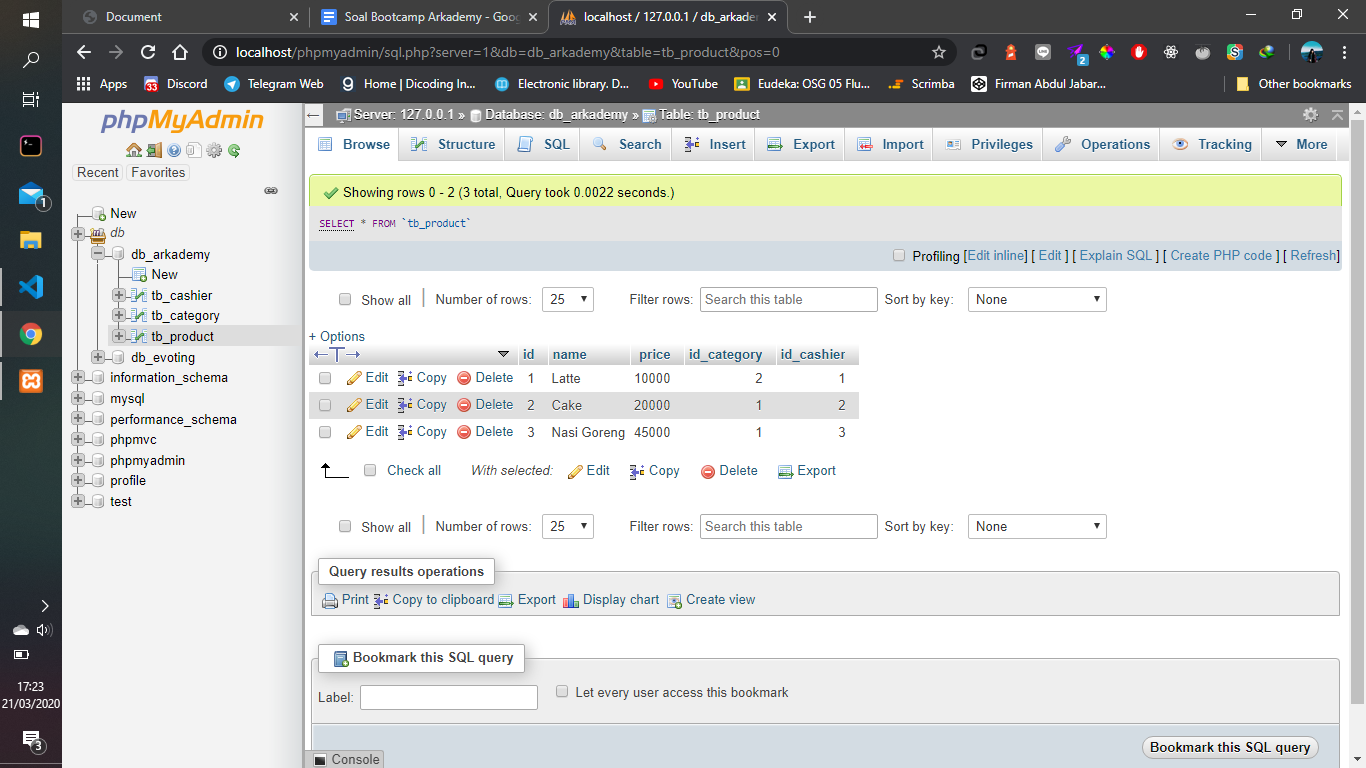 Document
Soal Bootcamp Arkademy - Goo
localhost / 127.0.0.1 / db_arkader
localhost/phpmyadmin/sql.php?server=1&db=db_arkademy&table=tb_product&pos=0
2
Apps
33
Discord
Telegram Web
Home | Dicoding In...
Electronic library. D...
YouTube
Eudeka: OSG 05 Flu...
Scrimba
Firman Abdul Jabar...
Other bookmarks
phpMyAdmin
Recent
Favorites
New
db
db_arkademy
New
tb_cashier
tb_category
tb_product
db_evoting
information_schema
mysql
performance_schema
phpmvc
phpmyadmin
profile
test
Server: 127.0.0.1 » Database: db_arkademy » Table: tb_product
Browse Structure SQL Search Insert Export Import Privileges Operations Tracking More
Showing rows 0 - 2 (3 total, Query took 0.0022 seconds.)
SELECT * FROM `tb_product`
Profiling [Edit inline] [ Edit ] [ Explain SQL ] [ Create PHP code ] [ Refresh]
Show all | Number of rows: 25 Filter rows: Search this table Sort by key: None
+ Options
←T→ id name price id_category id_cashier
Edit Copy Delete 1 Latte 10000 2 1
Edit Copy Delete 2 Cake 20000 1 2
Edit Copy Delete 3 Nasi Goreng 45000 1 3
Check all With selected: Edit Copy Delete Export
Show all | Number of rows: 25 Filter rows: Search this table Sort by key: None
Query results operations
Print Copy to clipboard Export Display chart Create view
Bookmark this SQL query
Label: Let every user access this bookmark
Bookmark this SQL query
Console
1
17:23
21/03/2020
3